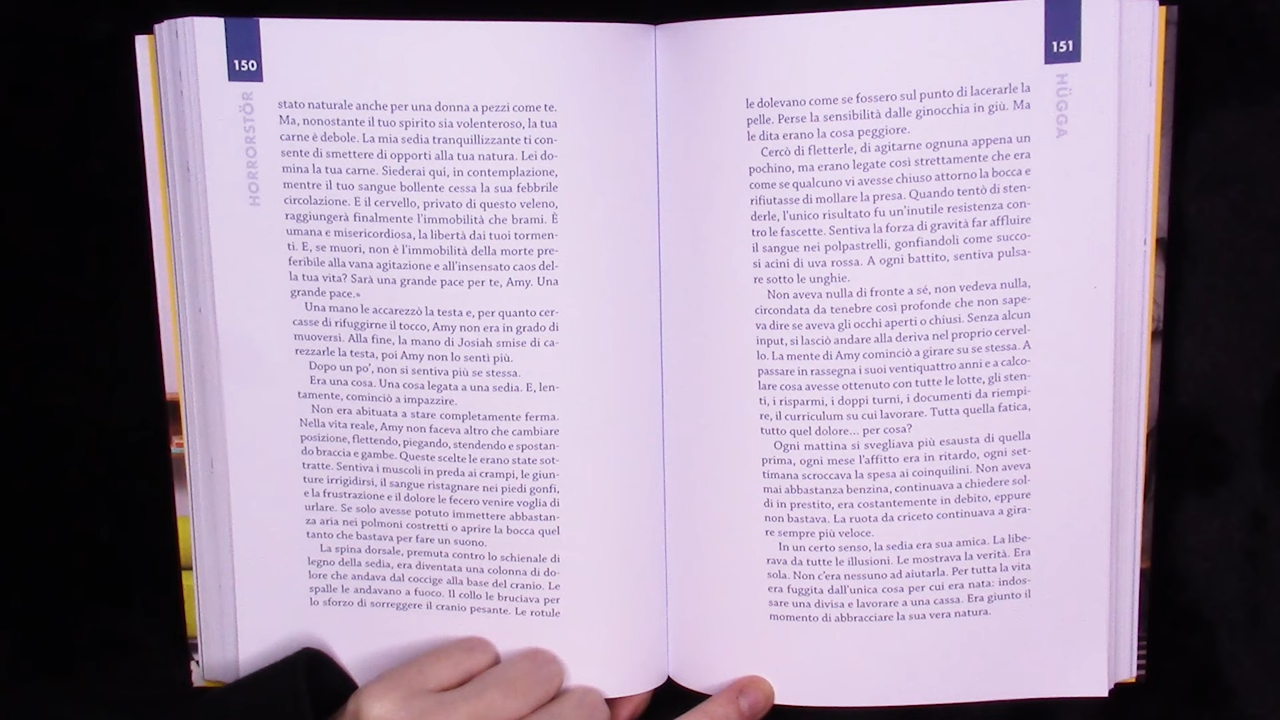 150
HORRORSTÖR
stato naturale anche per una donna a pezzi come te.
Ma, nonostante il tuo spirito sia volenteroso, la tua
carne è debole. La mia sedia tranquillizzante ti con-
sente di smettere di opporti alla tua natura. Lei do-
mina la tua carne. Siederai qui, in contemplazione,
mentre il tuo sangue bollente cessa la sua febbrile
circolazione. E il cervello, privato di questo veleno,
raggiungerà finalmente l'immobilità che brami. È
umana e misericordiosa, la libertà dai tuoi tormen-
ti. E, se muori, non è l'immobilità della morte pre-
feribile alla vana agitazione e all'insensato caos del-
la tua vita? Sarà una grande pace per te, Amy. Una
grande pace.»
Una mano le accarezzò la testa e, per quanto cer-
casse di rifuggirne il tocco, Amy non era in grado di
muoversi. Alla fine, la mano di Josiah smise di ca-
rezzarle la testa, poi Amy non lo sentì più.
Dopo un po', non si sentiva più se stessa.
Era una cosa. Una cosa legata a una sedia. E, len-
tamente, cominciò a impazzire.
Non era abituata a stare completamente ferma.
Nella vita reale, Amy non faceva altro che cambiare
posizione, flettendo, piegando, stendendo e spostan-
do braccia e gambe. Queste scelte le erano state sot-
tratte. Sentiva i muscoli in preda ai crampi, le giun-
ture irrigidirsi, il sangue ristagnare nei piedi gonfi,
e la frustrazione e il dolore le fecero venire voglia di
urlare. Se solo avesse potuto immettere abbastan-
za aria nei polmoni costretti o aprire la bocca quel
tanto che bastava per fare un suono.
La spina dorsale, premuta contro lo schienale di
legno della sedia, era diventata una colonna di do-
lore che andava dal coccige alla base del cranio. Le
spalle le andavano a fuoco. Il collo le bruciava per
lo sforzo di sorreggere il cranio pesante. Le rotule
151
HÜGGA
le dolevano come se fossero sul punto di lacerarle la
pelle. Perse la sensibilità dalle ginocchia in giù. Ma
le dita erano la cosa peggiore.
Cercò di fletterle, di agitarne ognuna appena un
pochino, ma erano legate così strettamente che era
come se qualcuno vi avesse chiuso attorno la bocca e
rifiutasse di mollare la presa. Quando tentò di sten-
derle, l'unico risultato fu un'inutile resistenza con-
tro le fascette. Sentiva la forza di gravità far affluire
il sangue nei polpastrelli, gonfiandoli come succo-
si acini di uva rossa. A ogni battito, sentiva pulsa-
re sotto le unghie.
Non aveva nulla di fronte a sé, non vedeva nulla,
circondata da tenebre così profonde che non sape-
va dire se aveva gli occhi aperti o chiusi. Senza alcun
input, si lasciò andare alla deriva nel proprio cervel-
lo. La mente di Amy cominciò a girare su se stessa. A
passare in rassegna i suoi ventiquattro anni e a calco-
lare cosa avesse ottenuto con tutte le lotte, gli sten-
ti, i risparmi, i doppi turni, i documenti da riempi-
re, il curriculum su cui lavorare. Tutta quella fatica,
tutto quel dolore... per cosa?
Ogni mattina si svegliava più esausta di quella
prima, ogni mese l'affitto era in ritardo, ogni set-
timana scroccava la spesa ai coinquilini. Non aveva
mai abbastanza benzina, continuava a chiedere sol-
di in prestito, era costantemente in debito, eppure
non bastava. La ruota da criceto continuava a gira-
re sempre più veloce.
In un certo senso, la sedia era sua amica. La libe-
rava da tutte le illusioni. Le mostrava la verità. Era
sola. Non c'era nessuno ad aiutarla. Per tutta la vita
era fuggita dall'unica cosa per cui era nata: indos-
sare una divisa e lavorare a una cassa. Era giunto il
momento di abbracciare la sua vera natura.